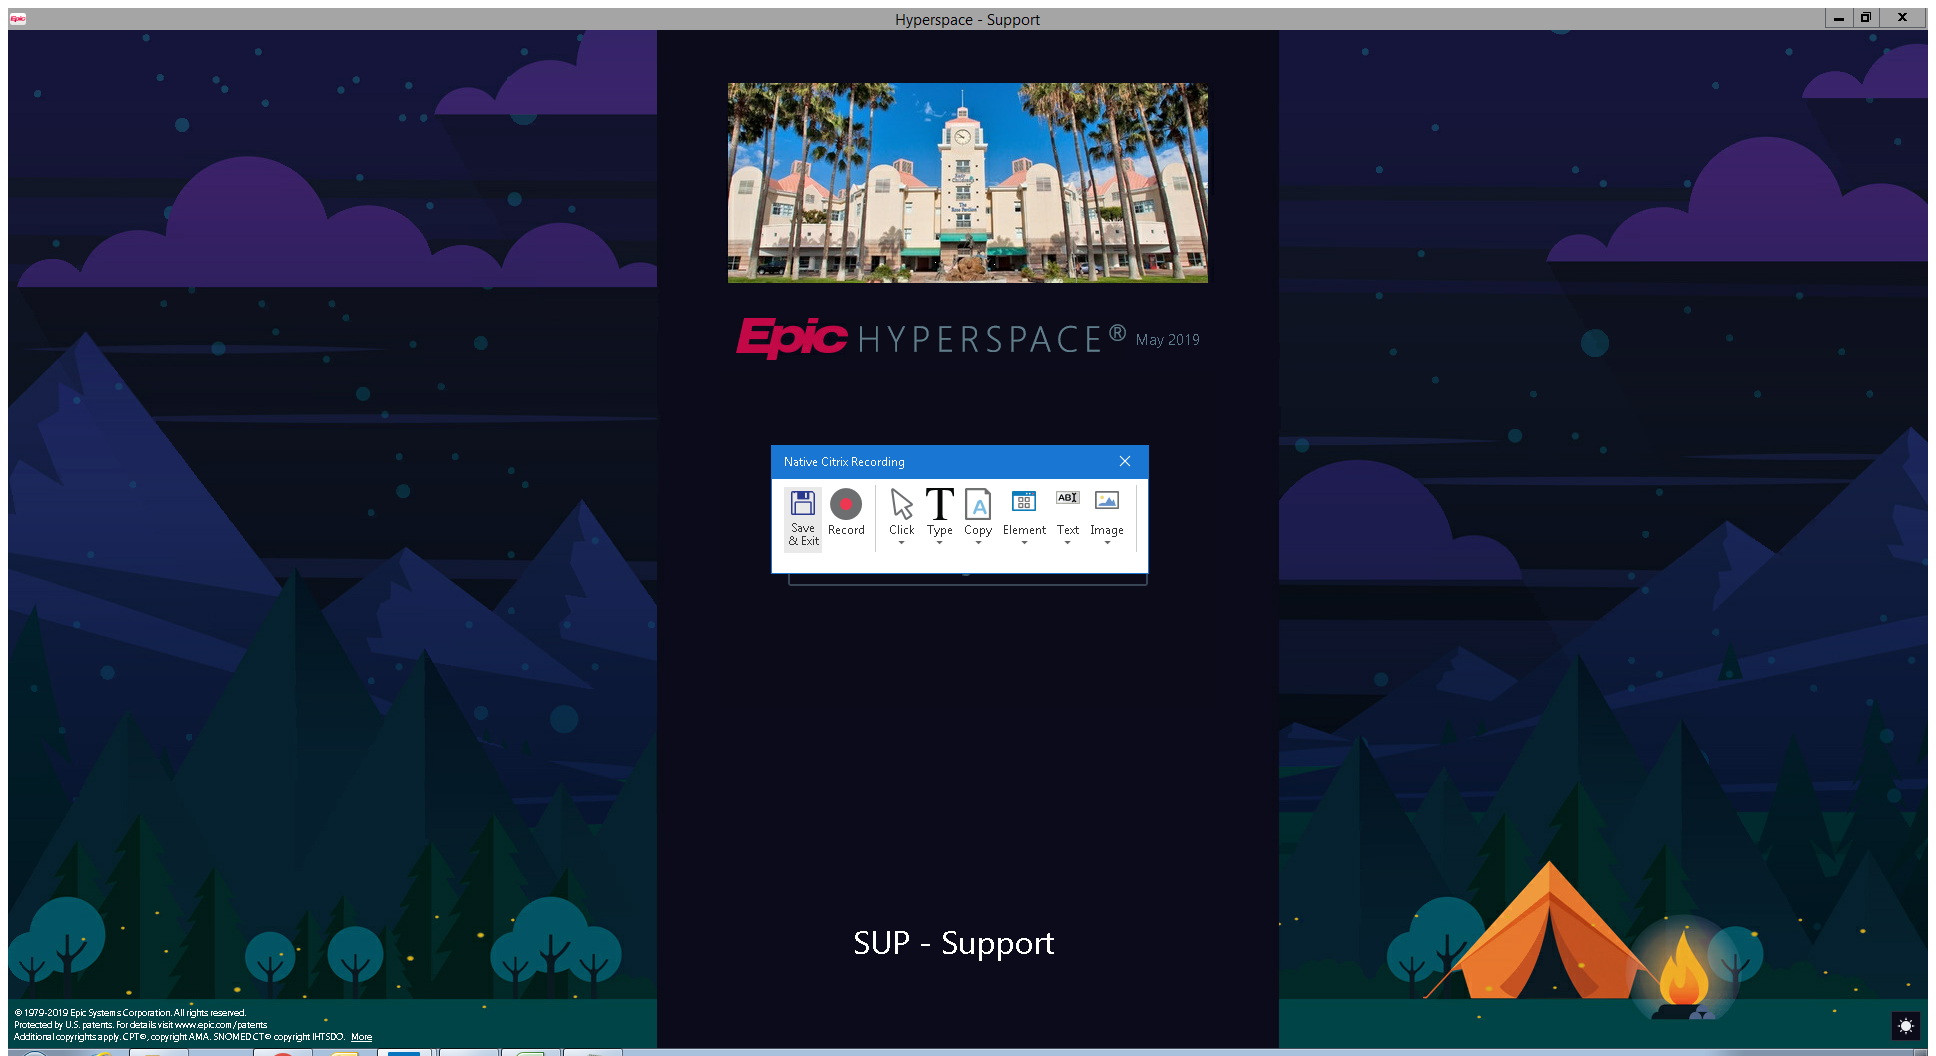 Epic
Hyperspace - Support
Epic HYPERSPACE® May 2019
Native Citrix Recording
Save & Exit
Record
Click
Type
Copy
Element
Text
Image
ABI
A
SUP - Support
© 1979-2019 Epic Systems Corporation. All rights reserved.
Protected by U.S. patents. For details visit www.epic.com/patents
Additional copyrights apply. CPT©, copyright AMA. SNOMED CT© copyright IHTSDO. More